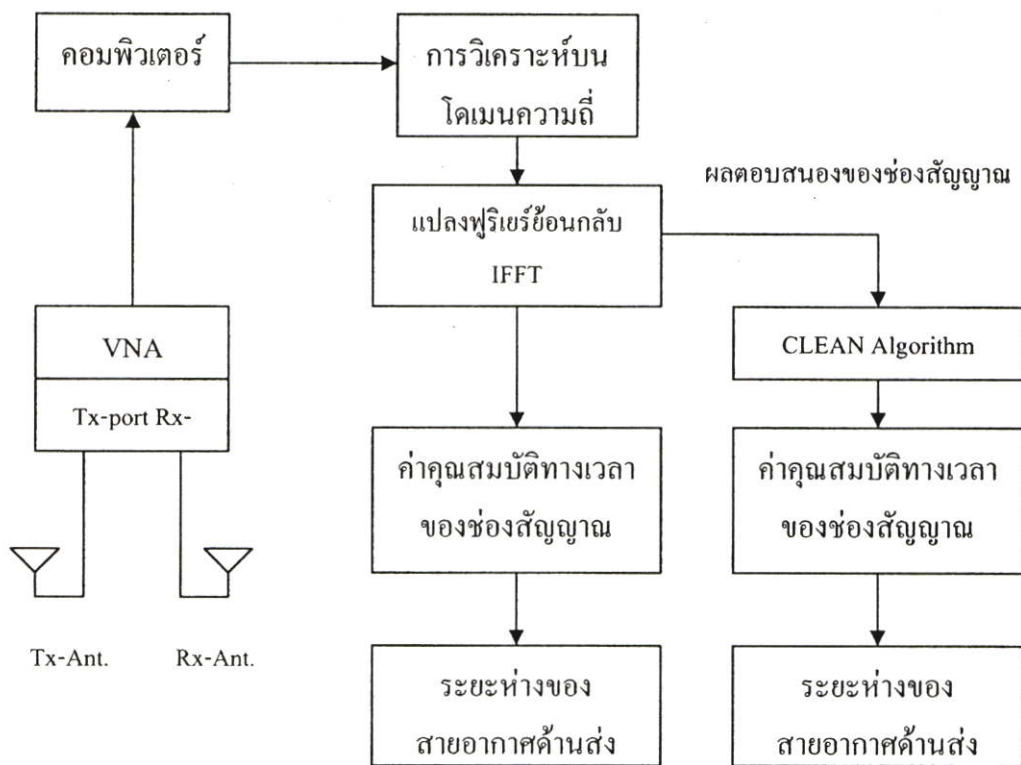 คอมพิวเตอร์
การวิเคราะห์บน
โดเมนความถี่
ผลตอบสนองของช่องสัญญาณ
แปลงฟูริเยร์ย้อนกลับ
IFFT
VNA
Tx-port Rx-
CLEAN Algorithm
ค่าคุณสมบัติทางเวลา
ของช่องสัญญาณ
ค่าคุณสมบัติทางเวลา
ของช่องสัญญาณ
Tx-Ant.
Rx-Ant.
ระยะห่างของ
สายอากาศด้านส่ง
ระยะห่างของ
สายอากาศด้านส่ง